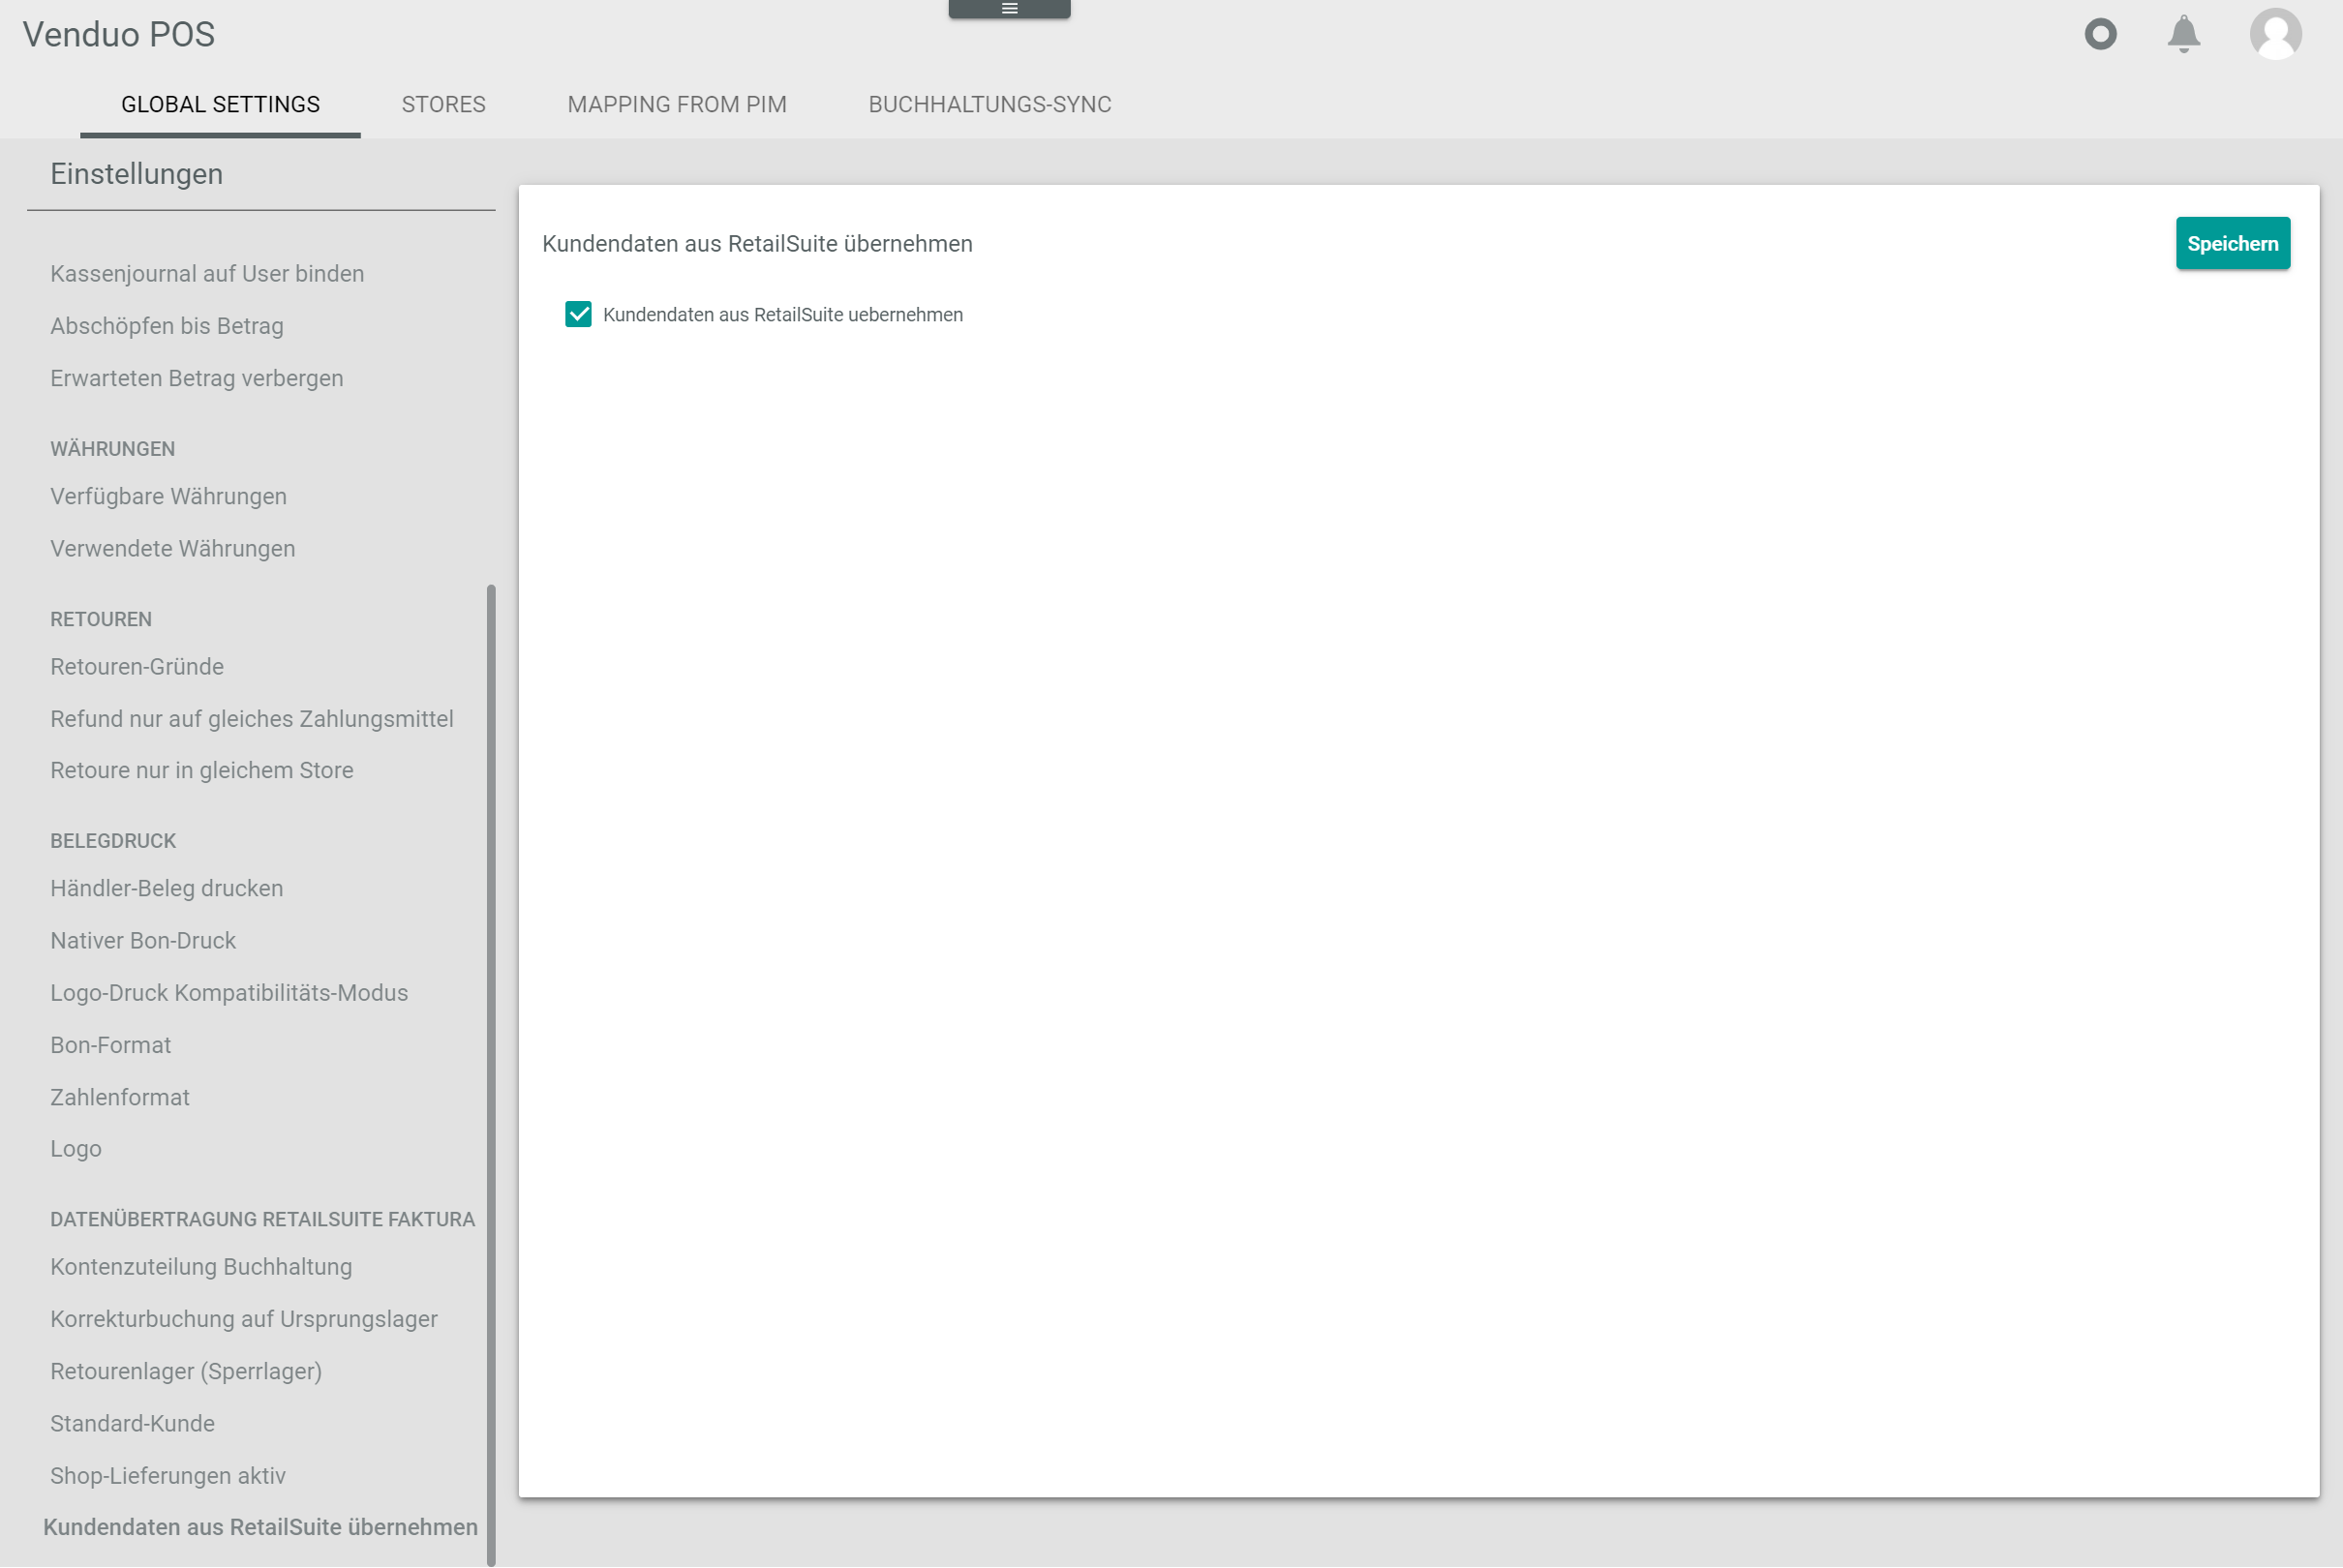 Venduo POS
GLOBAL SETTINGS
STORES
MAPPING FROM PIM
BUCHHALTUNGS-SYNC
Einstellungen
Kassenjournal auf User binden
Abschöpfen bis Betrag
Erwarteten Betrag verbergen
WÄHRUNGEN
Verfügbare Währungen
Verwendete Währungen
RETOUREN
Retouren-Gründe
Refund nur auf gleiches Zahlungsmittel
Retoure nur in gleichem Store
BELEGDRUCK
Händler-Beleg drucken
Nativer Bon-Druck
Logo-Druck Kompatibilitäts-Modus
Bon-Format
Zahlenformat
Logo
DATENÜBERTRAGUNG RETAILSUITE FAKTURA
Kontenzuteilung Buchhaltung
Korrekturbuchung auf Ursprungslager
Retourenlager (Sperrlager)
Standard-Kunde
Shop-Lieferungen aktiv
Kundendaten aus RetailSuite übernehmen
Kundendaten aus RetailSuite übernehmen
Speichern
Kundendaten aus RetailSuite uebernehmen